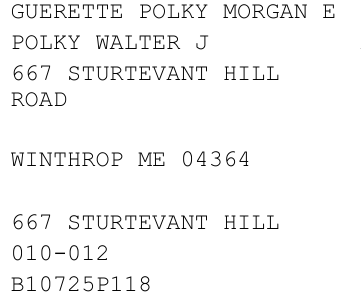 GUERETTE POLKY MORGAN E
POLKY WALTER J
667 STURTEVANT HILL
ROAD
WINTHROP ME 04364
667 STURTEVANT HILL
010-012
B10725P118